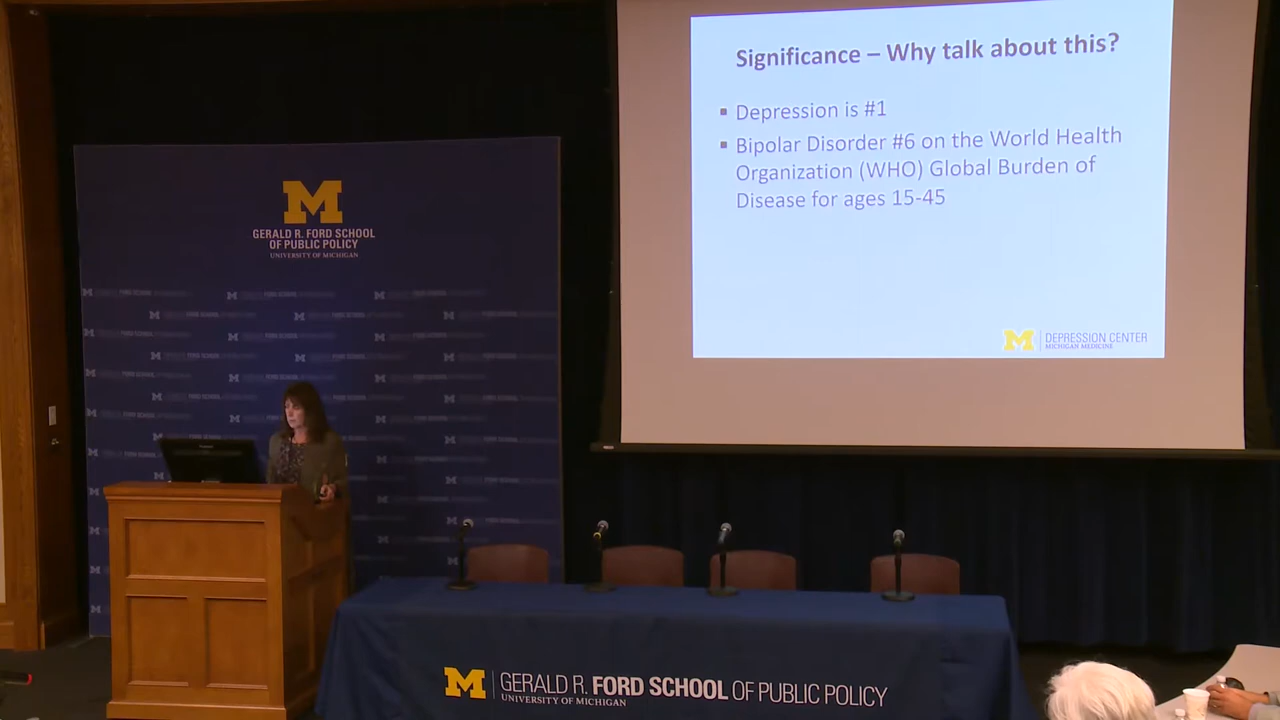 Significance – Why talk about this?
▪ Depression is #1
▪ Bipolar Disorder #6 on the World Health
Organization (WHO) Global Burden of
Disease for ages 15-45
M DEPRESSION CENTER
MICHIGAN MEDICINE
M
GERALD R. FORD SCHOOL
OF PUBLIC POLICY
UNIVERSITY OF MICHIGAN
M GERALD R. FORD SCHOOL OF PUBLIC POLICY
UNIVERSITY OF MICHIGAN